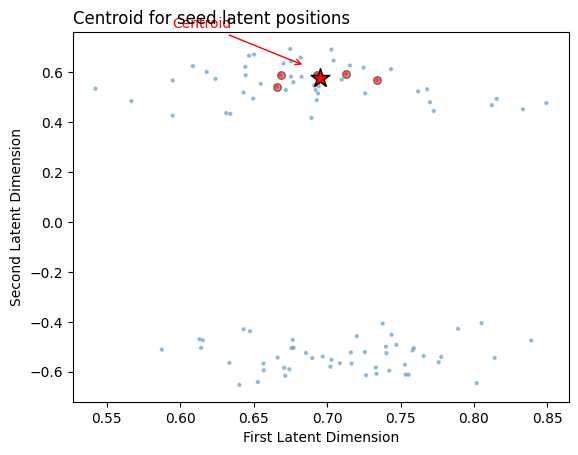 Centroid for seed latent positions
Centroid
0.6
0.4
0.2
0.0
−0.2
−0.4
−0.6
Second Latent Dimension
0.55 0.60 0.65 0.70 0.75 0.80 0.85
First Latent Dimension